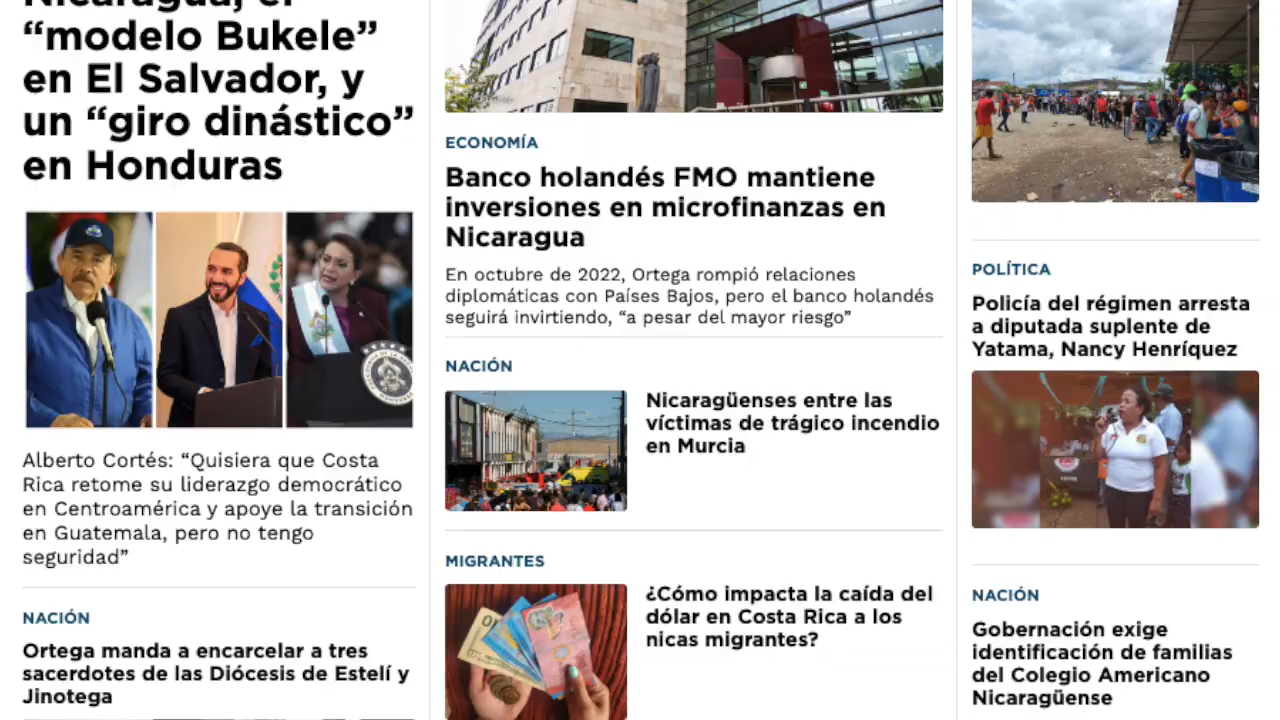 Nicaragua, el
“modelo Bukele”
en El Salvador, y
un “giro dinástico”
en Honduras
Alberto Cortés: “Quisiera que Costa
Rica retome su liderazgo democrático
en Centroamérica y apoye la transición
en Guatemala, pero no tengo
seguridad”
NACIÓN
Ortega manda a encarcelar a tres
sacerdotes de las Diócesis de Estelí y
Jinotega
ECONOMÍA
Banco holandés FMO mantiene
inversiones en microfinanzas en
Nicaragua
En octubre de 2022, Ortega rompió relaciones
diplomáticas con Países Bajos, pero el banco holandés
seguirá invirtiendo, “a pesar del mayor riesgo”
NACIÓN
Nicaragüenses entre las
víctimas de trágico incendio
en Murcia
MIGRANTES
¿Cómo impacta la caída del
dólar en Costa Rica a los
nicas migrantes?
POLÍTICA
Policía del régimen arresta
a diputada suplente de
Yatama, Nancy Henríquez
NACIÓN
Gobernación exige
identificación de familias
del Colegio Americano
Nicaragüense